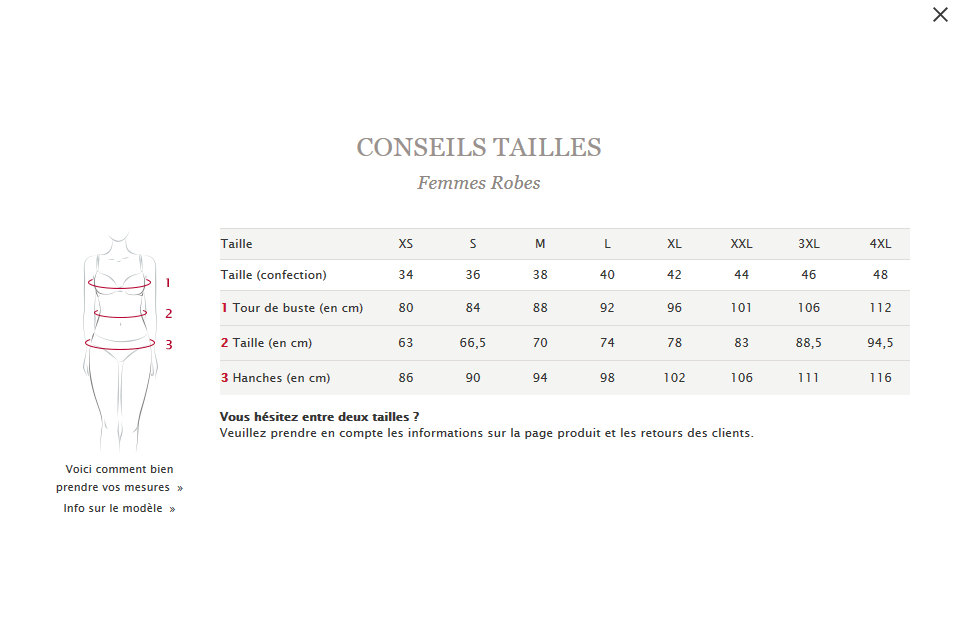 CONSEILS TAILLES
Femmes Robes
Taille XS S M L XL XXL 3XL 4XL
Taille (confection) 34 36 38 40 42 44 46 48
1 Tour de buste (en cm) 80 84 88 92 96 101 106 112
2 Taille (en cm) 63 66,5 70 74 78 83 88,5 94,5
3 Hanches (en cm) 86 90 94 98 102 106 111 116
1
2
3
Vous hésitez entre deux tailles ?
Veuillez prendre en compte les informations sur la page produit et les retours des clients.
Voici comment bien
prendre vos mesures »
Info sur le modèle »